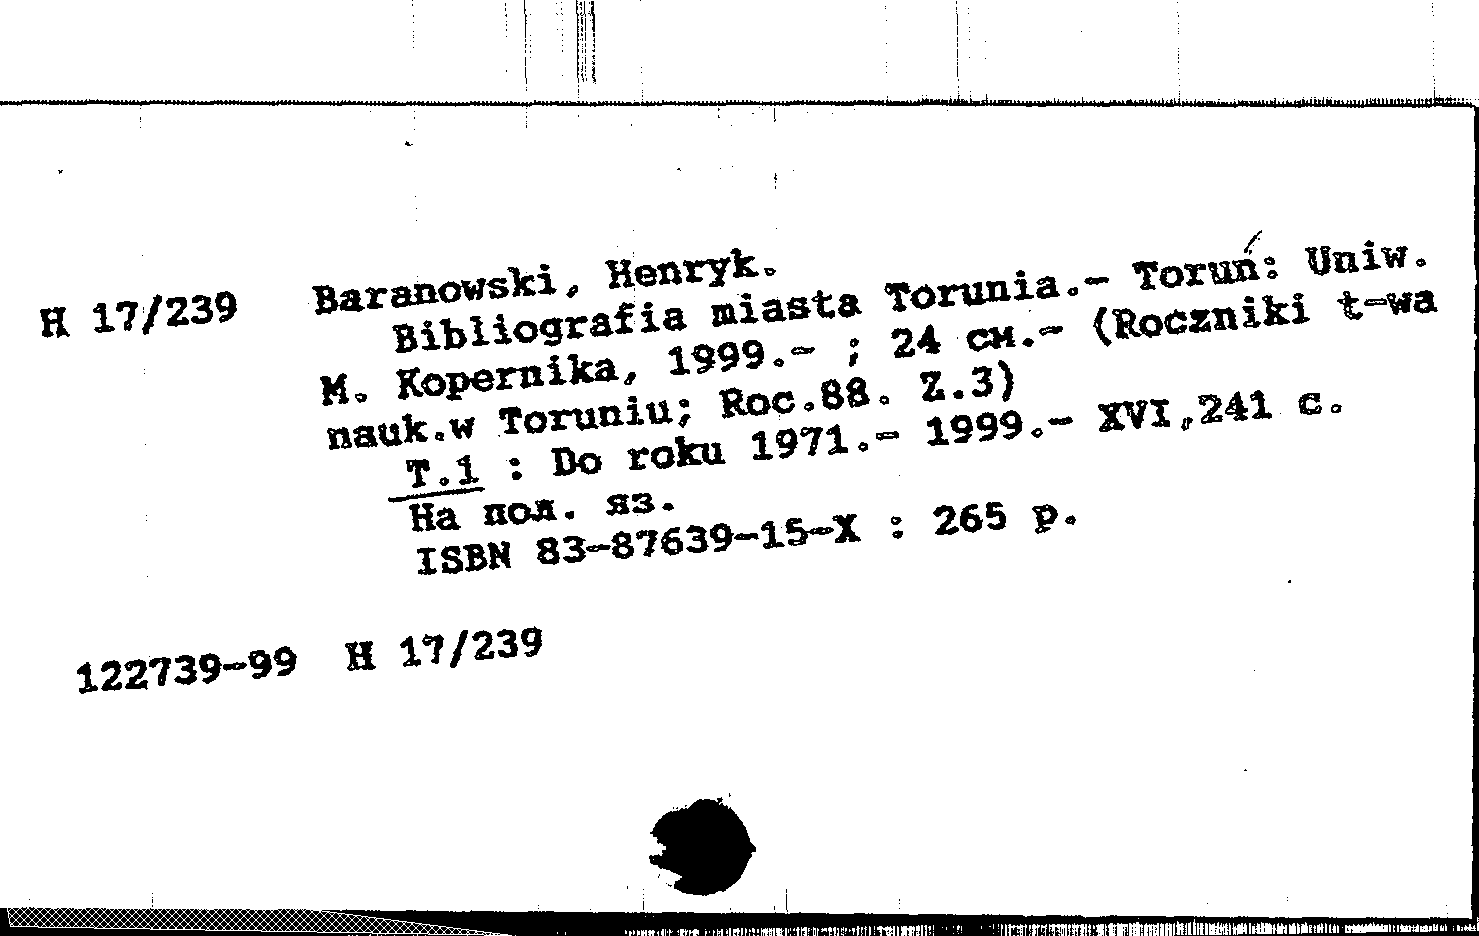 Н 17/239 Baranowski, Henryk.
Bibliografia miasta Torunia.- Toruń: Uniw.
M. Kopernika, 1999.- ; 24 см.- (Roczniki t-wa
nauk.w Toruniu; Roc.88. Z.3)
T.1 : Do roku 1971.- 1999.- XVI,241 с.
На пол. яз.
ISBN 83-87639-15-X : 265 р.
122739-99 Н 17/239